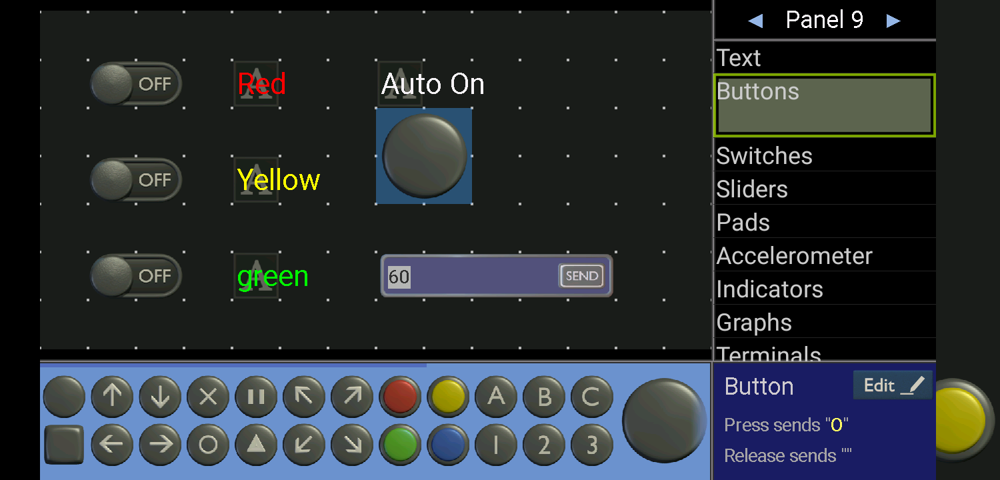 Panel 9
Text
Buttons
Switches
Sliders
Pads
Accelerometer
Indicators
Graphs
Terminals
OFF
A
Red
A
Auto On
OFF
A
Yellow
OFF
A
green
60
SEND
A
B
C
1
2
3
Button
Edit
Press sends "O"
Release sends ""